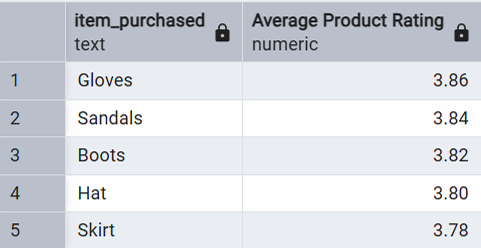 item_purchased Average Product Rating
text numeric
1 Gloves 3.86
2 Sandals 3.84
3 Boots 3.82
4 Hat 3.80
5 Skirt 3.78